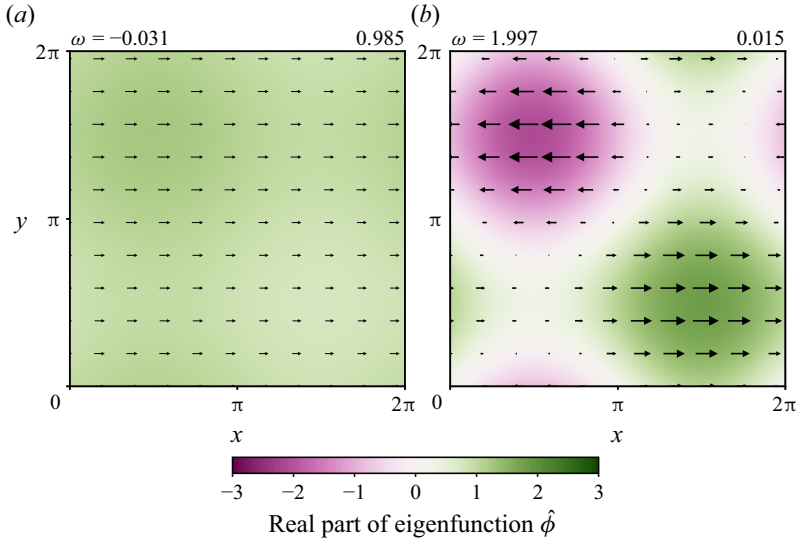 (a)
ω = −0.031 0.985
2π
y
π
0 π 2π
x
(b)
ω = 1.997 0.015
2π
π
0 π 2π
x
−3 −2 −1 0 1 2 3
Real part of eigenfunction ϕ̂